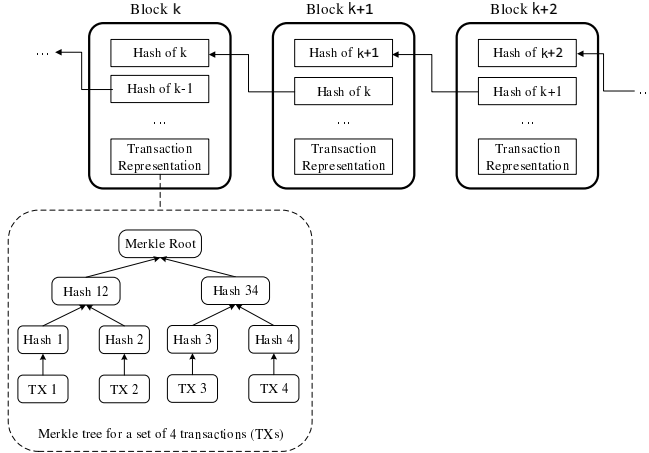 Block k
Block k+1
Block k+2
...
Hash of k
Hash of k+1
Hash of k+2
Hash of k-1
Hash of k
Hash of k+1
...
...
...
...
Transaction
Representation
Transaction
Representation
Transaction
Representation
Merkle Root
Hash 12
Hash 34
Hash 1
Hash 2
Hash 3
Hash 4
TX 1
TX 2
TX 3
TX 4
Merkle tree for a set of 4 transactions (TXs)